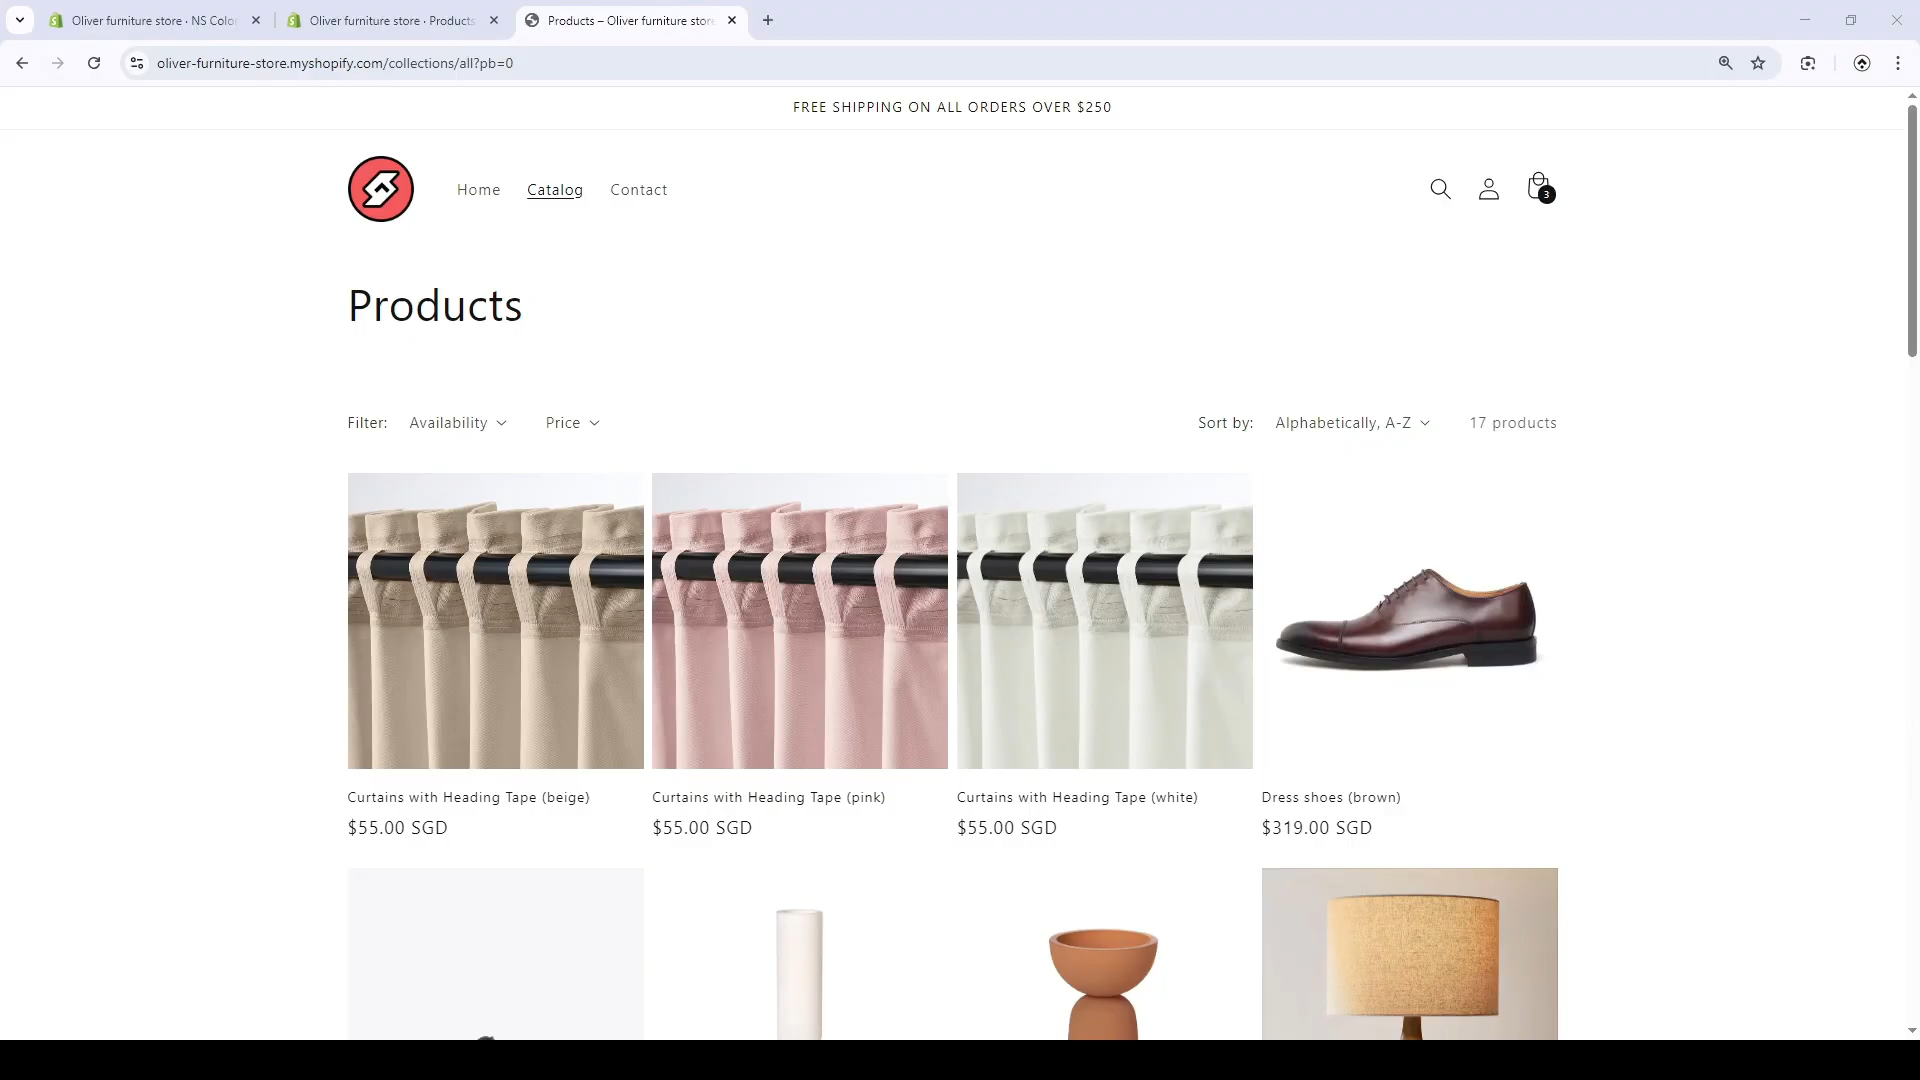 Oliver furniture store · NS Color
Oliver furniture store · Products
Products – Oliver furniture store
oliver-furniture-store.myshopify.com/collections/all?pb=0
FREE SHIPPING ON ALL ORDERS OVER $250
Home
Catalog
Contact
3
Products
Filter:
Availability
Price
Sort by:
Alphabetically, A-Z
17 products
Curtains with Heading Tape (beige)
Curtains with Heading Tape (pink)
Curtains with Heading Tape (white)
Dress shoes (brown)
$55.00 SGD
$55.00 SGD
$55.00 SGD
$319.00 SGD